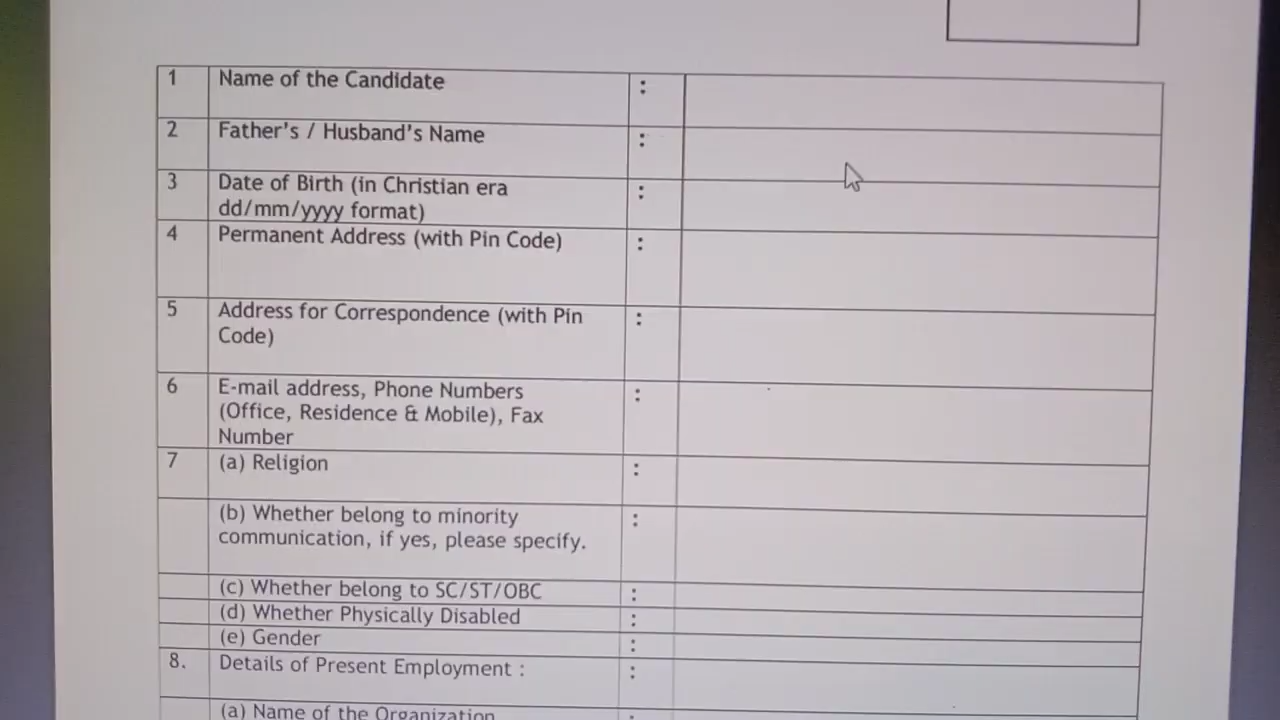 1 Name of the Candidate :
2 Father's / Husband's Name :
3 Date of Birth (in Christian era :
dd/mm/yyyy format)
4 Permanent Address (with Pin Code) :
5 Address for Correspondence (with Pin :
Code)
6 E-mail address, Phone Numbers :
(Office, Residence & Mobile), Fax
Number
7 (a) Religion :
(b) Whether belong to minority :
communication, if yes, please specify.
(c) Whether belong to SC/ST/OBC :
(d) Whether Physically Disabled :
(e) Gender :
8. Details of Present Employment : :
(a) Name of the Organization :